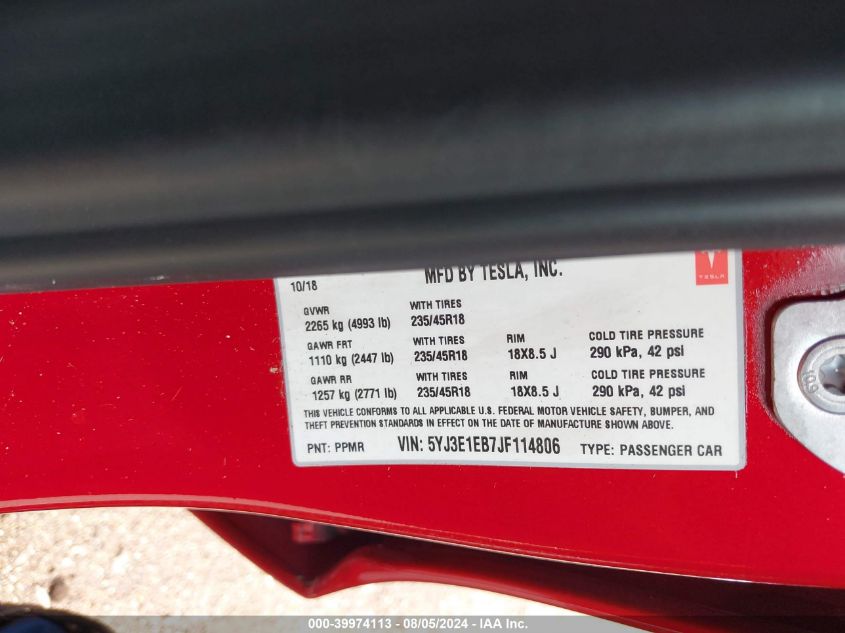 10/18 MFD BY TESLA, INC.
TESLA
GVWR WITH TIRES
2265 kg (4993 lb) 235/45R18
GAWR FRT WITH TIRES RIM COLD TIRE PRESSURE
1110 kg (2447 lb) 235/45R18 18X8.5 J 290 kPa, 42 psi
GAWR RR WITH TIRES RIM COLD TIRE PRESSURE
1257 kg (2771 lb) 235/45R18 18X8.5 J 290 kPa, 42 psi
THIS VEHICLE CONFORMS TO ALL APPLICABLE U.S. FEDERAL MOTOR VEHICLE SAFETY, BUMPER, AND
THEFT PREVENTION STANDARDS IN EFFECT ON THE DATE OF MANUFACTURE SHOWN ABOVE.
PNT: PPMR VIN: 5YJ3E1EB7JF114806 TYPE: PASSENGER CAR
000-39974113 - 08/05/2024 - IAA Inc.